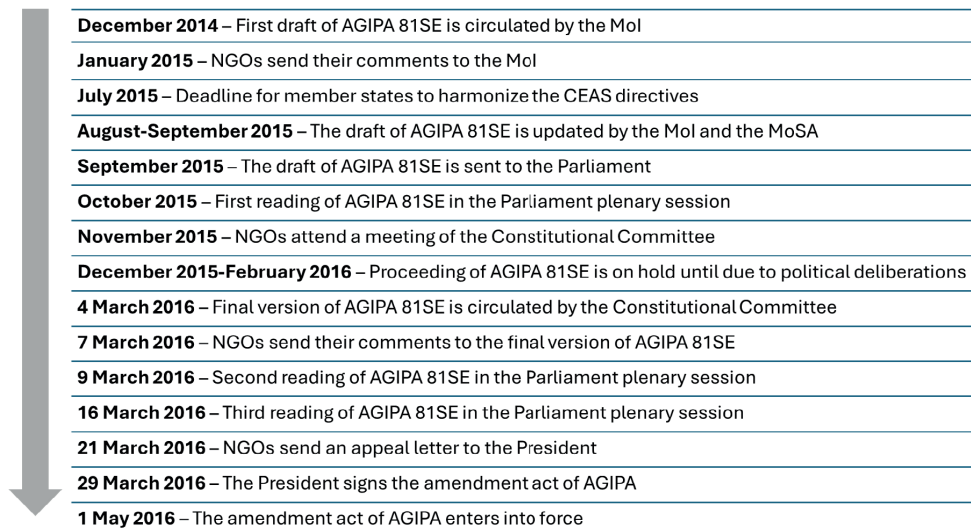 December 2014 – First draft of AGIPA 81SE is circulated by the MoI
January 2015 – NGOs send their comments to the MoI
July 2015 – Deadline for member states to harmonize the CEAS directives
August-September 2015 – The draft of AGIPA 81SE is updated by the MoI and the MoSA
September 2015 – The draft of AGIPA 81SE is sent to the Parliament
October 2015 – First reading of AGIPA 81SE in the Parliament plenary session
November 2015 – NGOs attend a meeting of the Constitutional Committee
December 2015-February 2016 – Proceeding of AGIPA 81SE is on hold until due to political deliberations
4 March 2016 – Final version of AGIPA 81SE is circulated by the Constitutional Committee
7 March 2016 – NGOs send their comments to the final version of AGIPA 81SE
9 March 2016 – Second reading of AGIPA 81SE in the Parliament plenary session
16 March 2016 – Third reading of AGIPA 81SE in the Parliament plenary session
21 March 2016 – NGOs send an appeal letter to the President
29 March 2016 – The President signs the amendment act of AGIPA
1 May 2016 – The amendment act of AGIPA enters into force